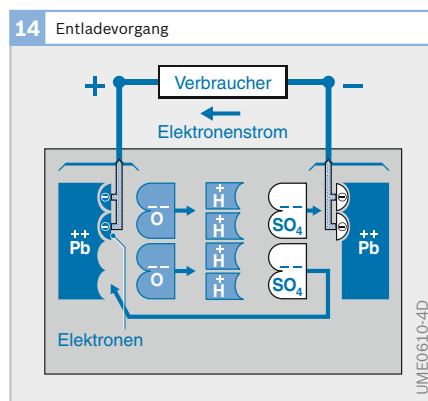 14 Entladevorgang
+ Verbraucher −
Elektronenstrom
++ Pb
⊖
⊖
−− O
−− O
+ H
+ H
+ H
+ H
−− SO4
−− SO4
⊖
⊖
++ Pb
Elektronen
UME0610-4D